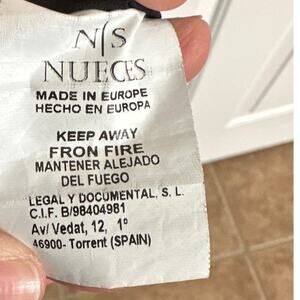 N/S
NUECES
MADE IN EUROPE
HECHO EN EUROPA
KEEP AWAY
FRON FIRE
MANTENER ALEJADO
DEL FUEGO
LEGAL Y DOCUMENTAL, S. L.
C.I.F. B/98404981
Av/ Vedat, 12, 1º
46900- Torrent (SPAIN)